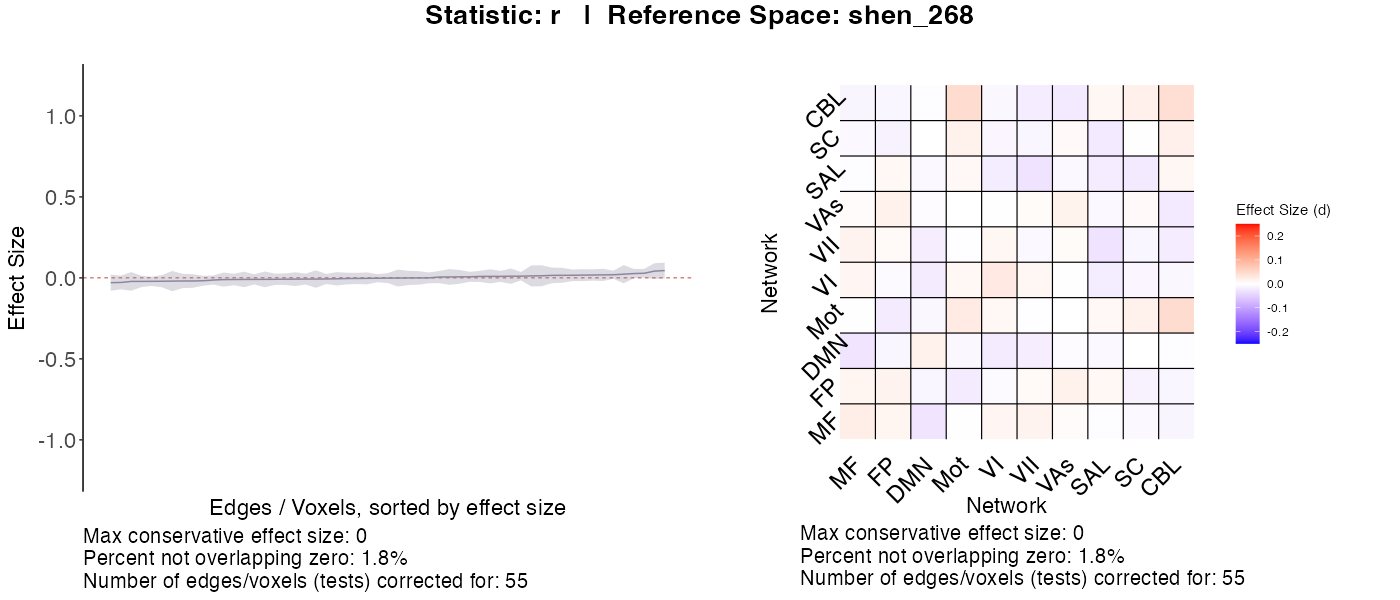 Statistic: r | Reference Space: shen_268
Effect Size
1.0
0.5
0.0
-0.5
-1.0
Edges / Voxels, sorted by effect size
Max conservative effect size: 0
Percent not overlapping zero: 1.8%
Number of edges/voxels (tests) corrected for: 55
Network
CBL
SC
SAL
VAs
VII
VI
Mot
DMN
FP
MF
MF
FP
DMN
Mot
VI
VII
VAs
SAL
SC
CBL
Network
Max conservative effect size: 0
Percent not overlapping zero: 1.8%
Number of edges/voxels (tests) corrected for: 55
Effect Size (d)
0.2
0.1
0.0
-0.1
-0.2